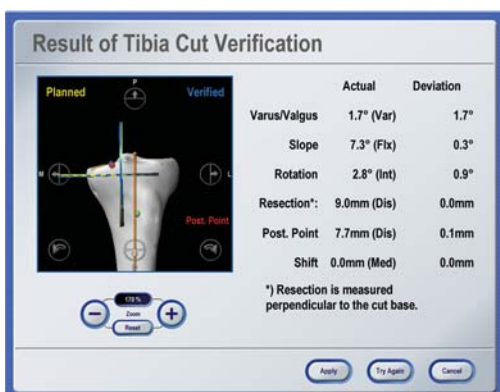 Result of Tibia Cut Verification
Planned
P
Verified
M
L
Post. Point
178 %
Zoom
Reset
Actual Deviation
Varus/Valgus 1.7° (Var) 1.7°
Slope 7.3° (Flx) 0.3°
Rotation 2.8° (Int) 0.9°
Resection*: 9.0mm (Dis) 0.0mm
Post. Point 7.7mm (Dis) 0.1mm
Shift 0.0mm (Med) 0.0mm
*) Resection is measured
perpendicular to the cut base.
Apply Try Again Cancel